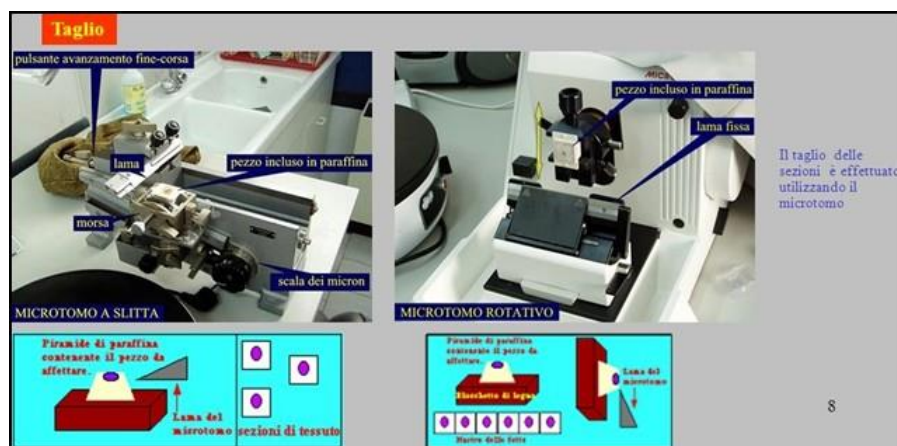 Taglio
pulsante avanzamento fine-corsa
lama
pezzo incluso in paraffina
morsa
scala dei micron
MICROTOMO A SLITTA
MICR
pezzo incluso in paraffina
lama fissa
MICROTOMO ROTATIVO
Il taglio delle
sezioni è effettuato
utilizzando il
microtomo
Piramide di paraffina
contenente il pezzo da
affettare.
Lama del
microtomo
sezioni di tessuto
Piramide di paraffina
contenente il pezzo da
affettare.
Blocchetto di legno
Nastro delle fette
Lama del
microtomo
8